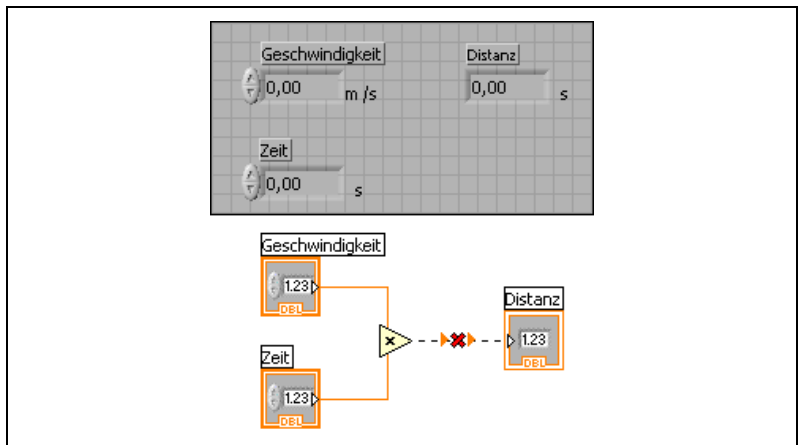 Geschwindigkeit Distanz
0,00 m/s 0,00 s
Zeit
0,00 s
Geschwindigkeit
1.23
DBL
Distanz
x
1.23
DBL
Zeit
1.23
DBL